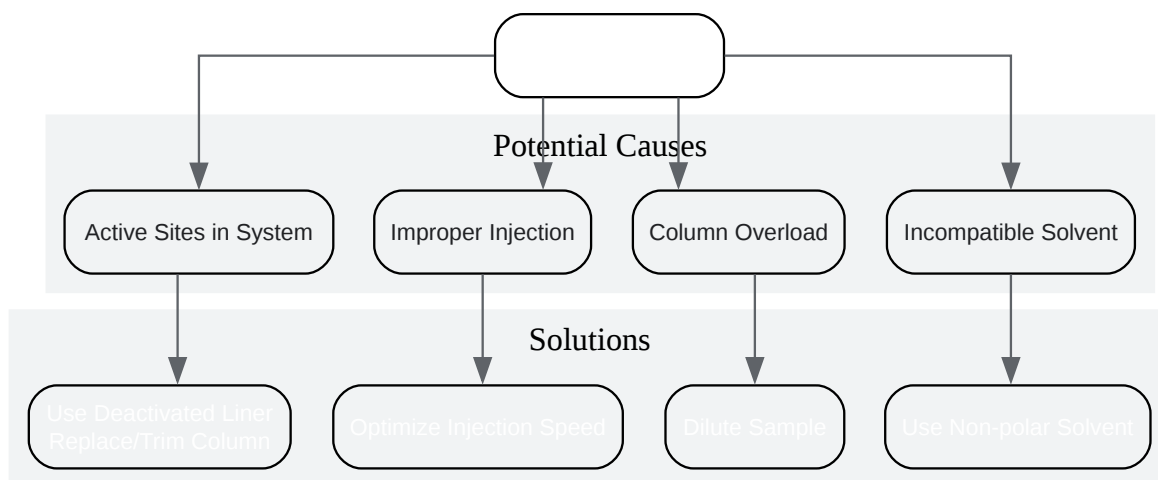 Potential Causes
Active Sites in System
Improper Injection
Column Overload
Incompatible Solvent
Solutions
Use Deactivated Liner
Replace/Trim Column
Optimize Injection Speed
Dilute Sample
Use Non-polar Solvent